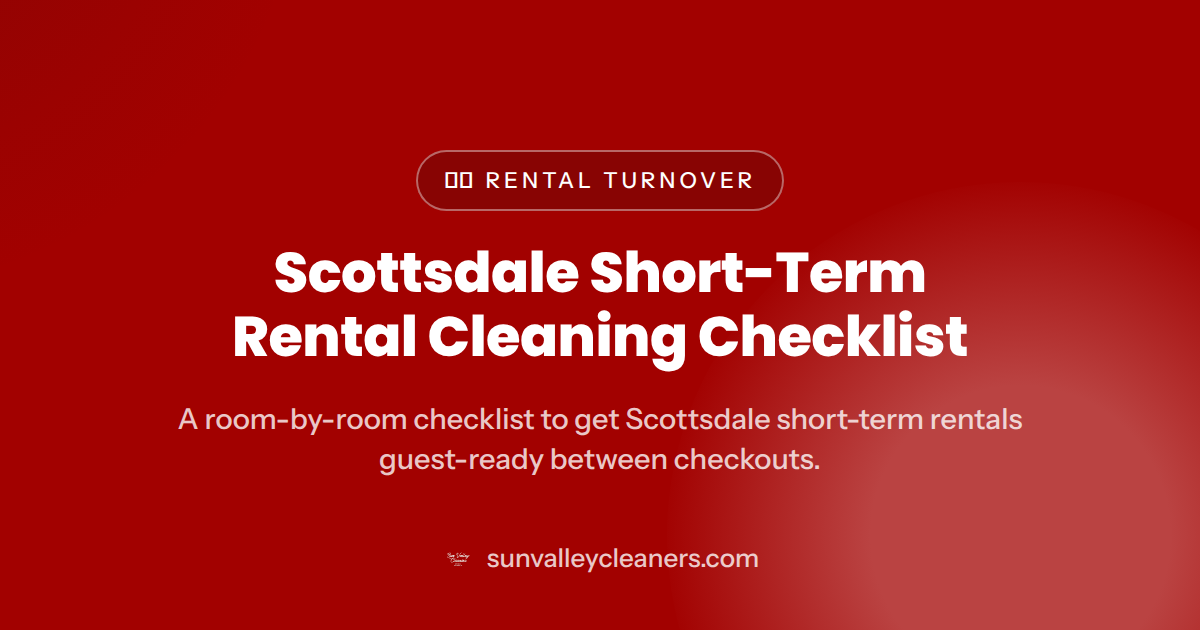 RENTAL TURNOVER
Scottsdale Short-Term
Rental Cleaning Checklist
A room-by-room checklist to get Scottsdale short-term rentals
guest-ready between checkouts.
sunvalleycleaners.com